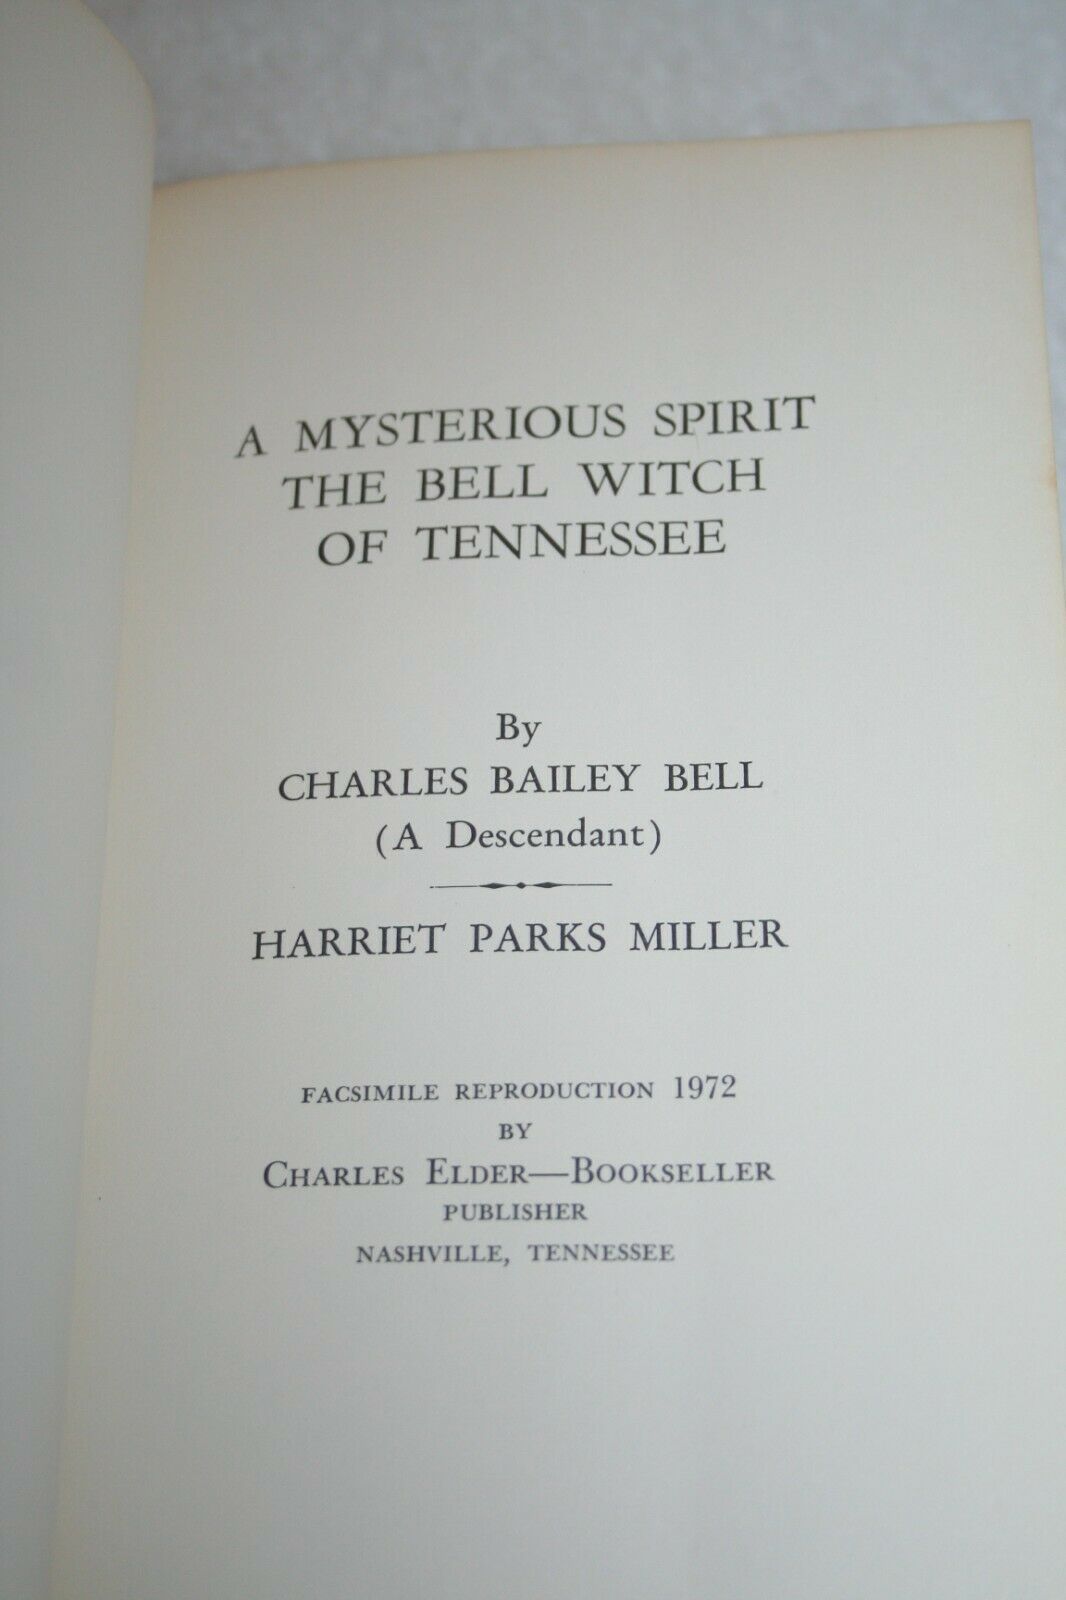 A MYSTERIOUS SPIRIT
THE BELL WITCH
OF TENNESSEE
By
CHARLES BAILEY BELL
(A Descendant)
HARRIET PARKS MILLER
FACSIMILE REPRODUCTION 1972
BY
CHARLES ELDER—BOOKSELLER
PUBLISHER
NASHVILLE, TENNESSEE